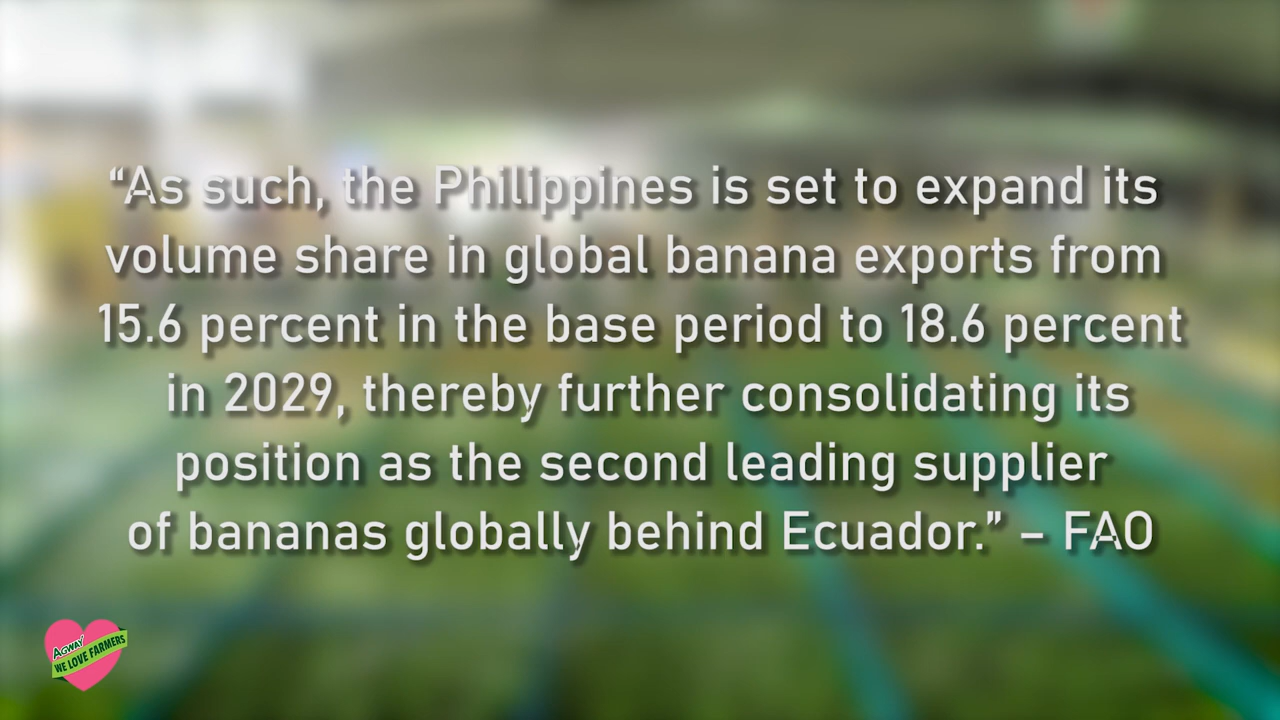 “As such, the Philippines is set to expand its
volume share in global banana exports from
15.6 percent in the base period to 18.6 percent
in 2029, thereby further consolidating its
position as the second leading supplier
of bananas globally behind Ecuador.” – FAO
AGWAY
WE LOVE FARMERS